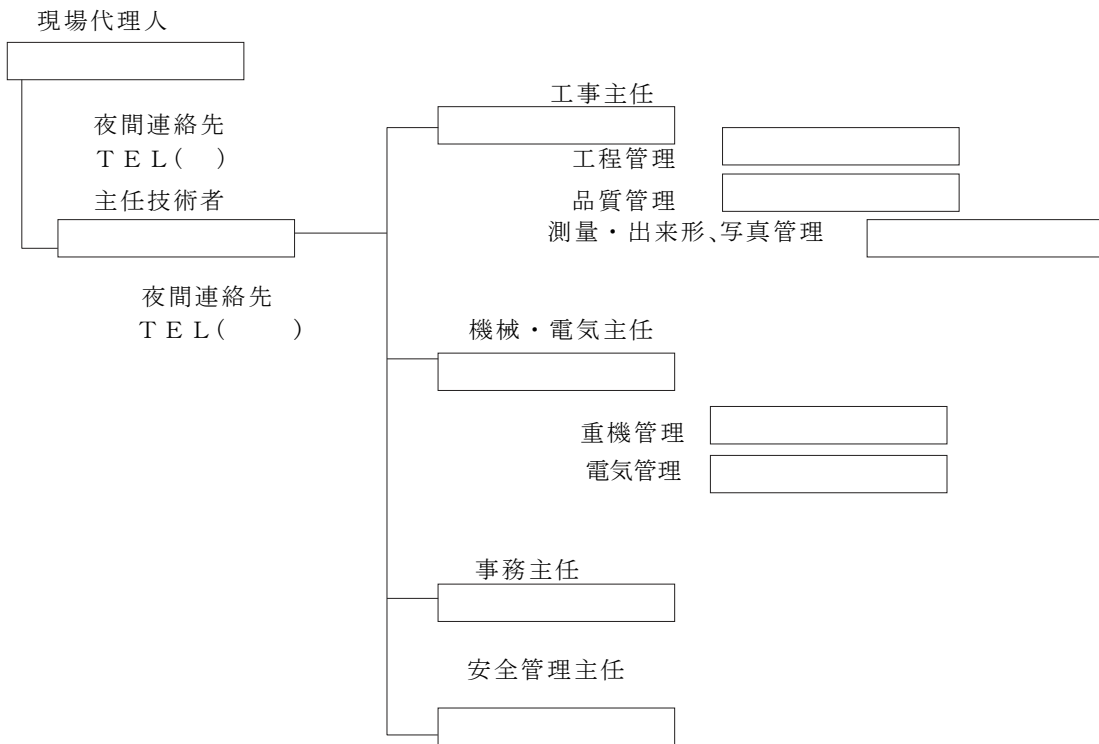 現場代理人
夜間連絡先
ＴＥＬ(　)
主任技術者
夜間連絡先
ＴＥＬ(　　　)
工事主任
工程管理
品質管理
測量・出来形、写真管理
機械・電気主任
重機管理
電気管理
事務主任
安全管理主任